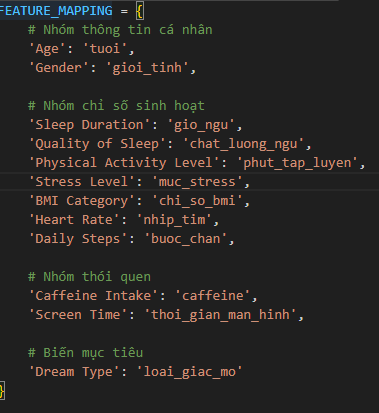 FEATURE_MAPPING = {
# Nhóm thông tin cá nhân
'Age': 'tuoi',
'Gender': 'gioi_tinh',
# Nhóm chỉ số sinh hoạt
'Sleep Duration': 'gio_ngu',
'Quality of Sleep': 'chat_luong_ngu',
'Physical Activity Level': 'phut_tap_luyen',
'Stress Level': 'muc_stress',
'BMI Category': 'chi_so_bmi',
'Heart Rate': 'nhip_tim',
'Daily Steps': 'buoc_chan',
# Nhóm thói quen
'Caffeine Intake': 'caffeine',
'Screen Time': 'thoi_gian_man_hinh',
# Biến mục tiêu
'Dream Type': 'loai_giac_mo'
}